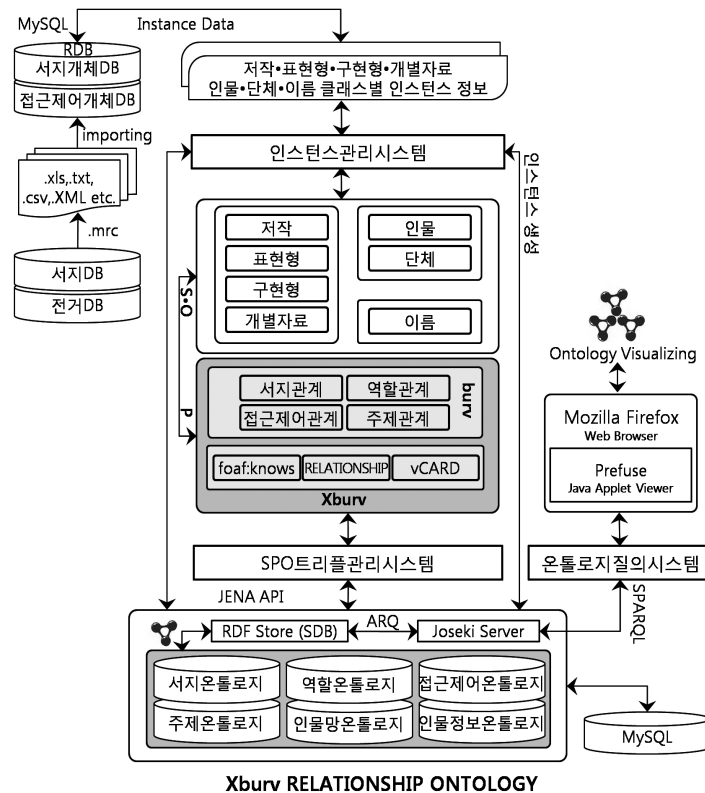 MySQL
Instance Data
RDB
서지개체DB
접근제어개체DB
저작•표현형•구현형•개별자료
인물•단체•이름 클래스별 인스턴스 정보
importing
.xls,.txt,
.csv,.XML etc.
.mrc
서지DB
전거DB
인스턴스관리시스템
인스턴스 생성
저작
표현형
구현형
개별자료
인물
단체
이름
S•O
P
서지관계
역할관계
접근제어관계
주제관계
burv
foaf:knows
RELATIONSHIP
vCARD
Xburv
Ontology Visualizing
Mozilla Firefox
Web Browser
Prefuse
Java Applet Viewer
SPO트리플관리시스템
온톨로지질의시스템
JENA API
SPARQL
RDF Store (SDB)
ARQ
Joseki Server
서지온톨로지
역할온톨로지
접근제어온톨로지
주제온톨로지
인물망온톨로지
인물정보온톨로지
MySQL
Xburv RELATIONSHIP ONTOLOGY